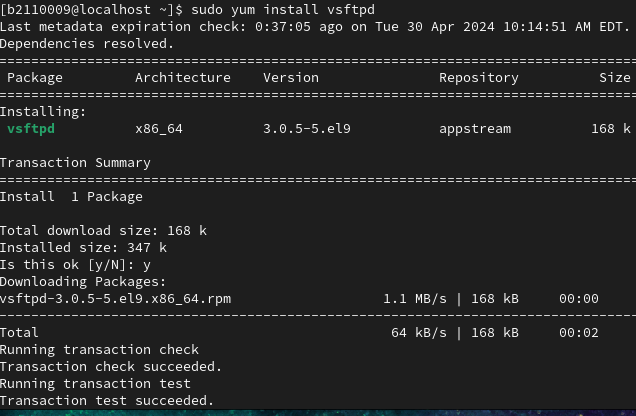 [b2110009@localhost ~]$ sudo yum install vsftpd
Last metadata expiration check: 0:37:05 ago on Tue 30 Apr 2024 10:14:51 AM EDT.
Dependencies resolved.
================================================================================
Package Architecture Version Repository Size
================================================================================
Installing:
vsftpd x86_64 3.0.5-5.el9 appstream 168 k
Transaction Summary
================================================================================
Install 1 Package
Total download size: 168 k
Installed size: 347 k
Is this ok [y/N]: y
Downloading Packages:
vsftpd-3.0.5-5.el9.x86_64.rpm 1.1 MB/s | 168 kB 00:00
--------------------------------------------------------------------------------
Total 64 kB/s | 168 kB 00:02
Running transaction check
Transaction check succeeded.
Running transaction test
Transaction test succeeded.